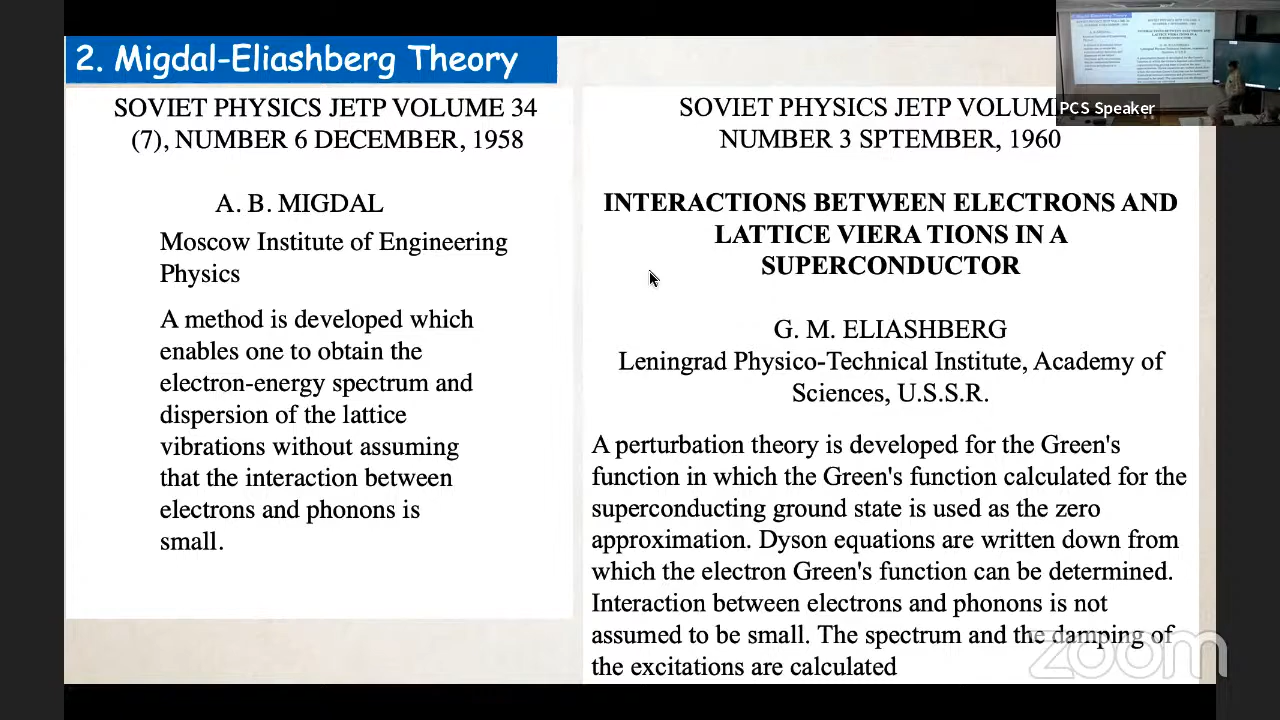 2. Migdal-Eliashberg Theory
SOVIET PHYSICS JETP VOLUME 34
(7), NUMBER 6 DECEMBER, 1958
A. B. MIGDAL
Moscow Institute of Engineering
Physics
A method is developed which
enables one to obtain the
electron-energy spectrum and
dispersion of the lattice
vibrations without assuming
that the interaction between
electrons and phonons is
small.
SOVIET PHYSICS JETP
NUMBER 3 SPTEMBER, 1960
INTERACTIONS BETWEEN ELECTRONS AND
LATTICE VIERA TIONS IN A
SUPERCONDUCTOR
G. M. ELIASHBERG
Leningrad Physico-Technical Institute, Academy of
Sciences, U.S.S.R.
A perturbation theory is developed for the Green's
function in which the Green's function calculated for the
superconducting ground state is used as the zero
approximation. Dyson equations are written down from
which the electron Green's function can be determined.
Interaction between electrons and phonons is not
assumed to be small. The spectrum and the damping of
the excitations are calculated
PCS Speaker
zoom